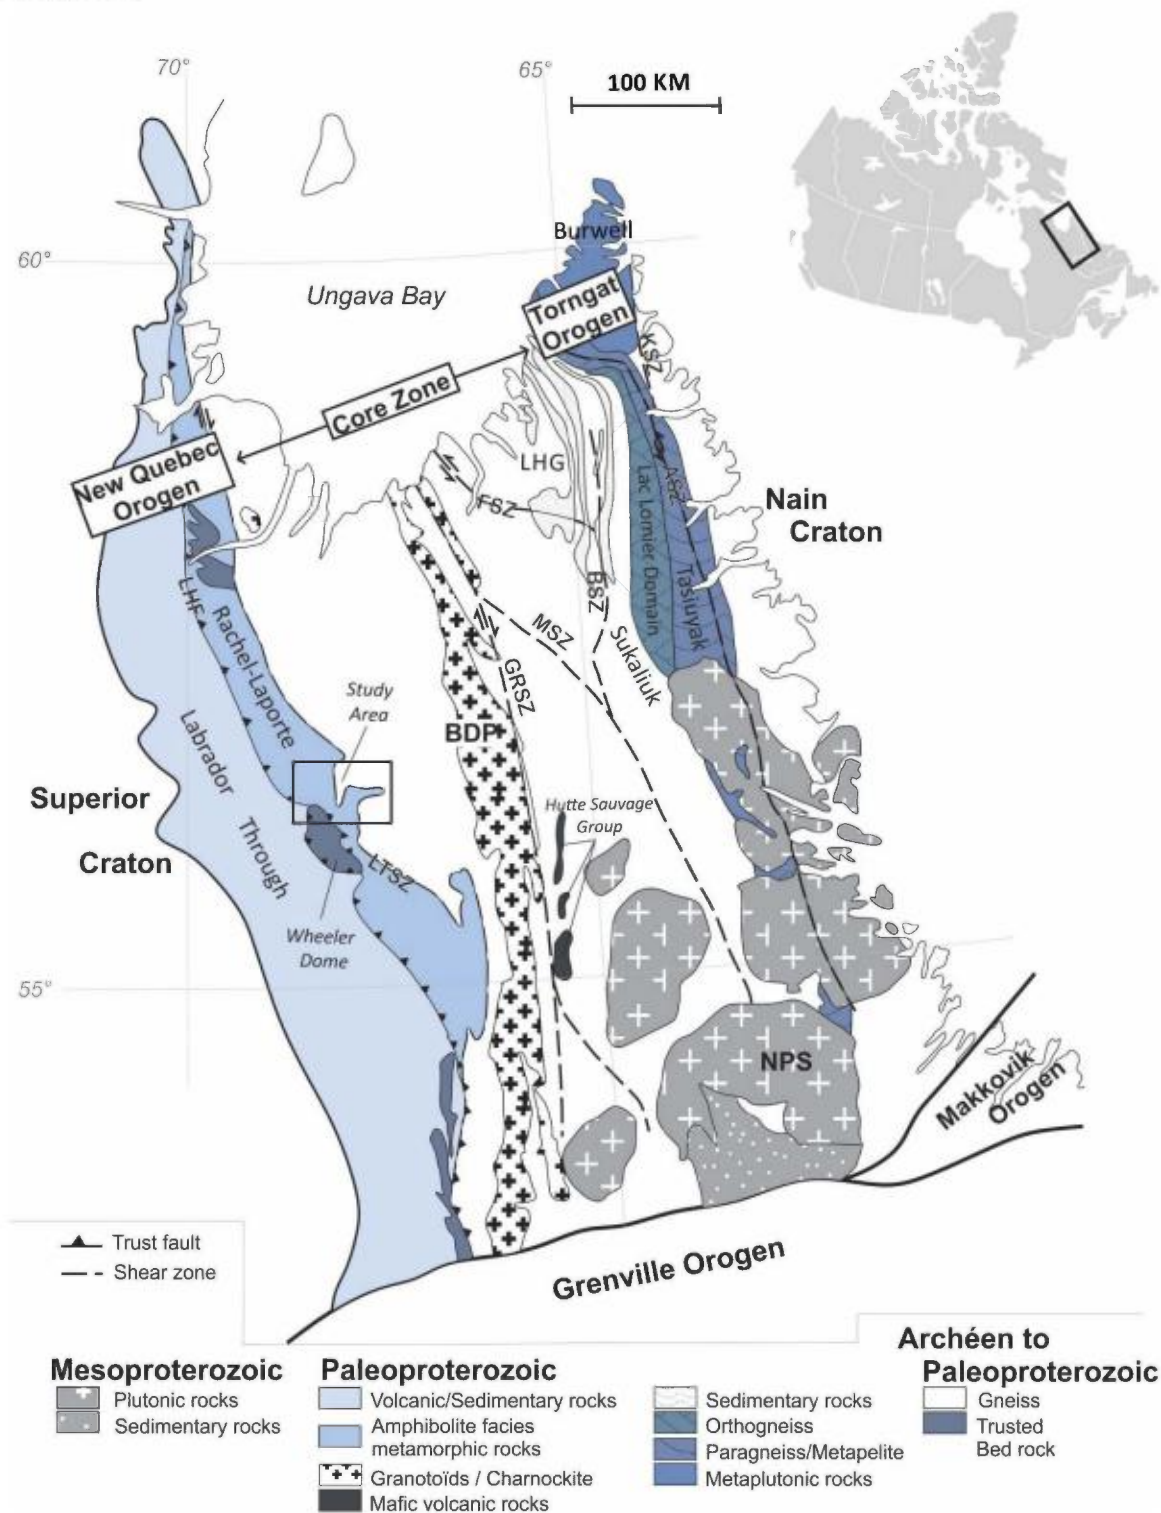 70°
65°
100 KM
60°
Burwell
Ungava Bay
Torngat
Orogen
KSZ
Core Zone
New Quebec
Orogen
LHG
FSZ
ASZ
Nain
Craton
Lac Lomier Domain
Tasiuyak
BSZ
LHF
Rachel-Laporte
MSZ
Sukaliuk
GRSZ
Study
Area
BDP
Labrador
Through
Superior
Craton
Hutte Sauvage
Group
LTSZ
Wheeler
Dome
55°
NPS
Makkovik
Orogen
Grenville Orogen
Trust fault
Shear zone
Mesoproterozoic
Plutonic rocks
Sedimentary rocks
Paleoproterozoic
Volcanic/Sedimentary rocks
Amphibolite facies
metamorphic rocks
Granotoïds / Charnockite
Mafic volcanic rocks
Sedimentary rocks
Orthogneiss
Paragneiss/Metapelite
Metaplutonic rocks
Archéen to
Paleoproterozoic
Gneiss
Trusted
Bed rock